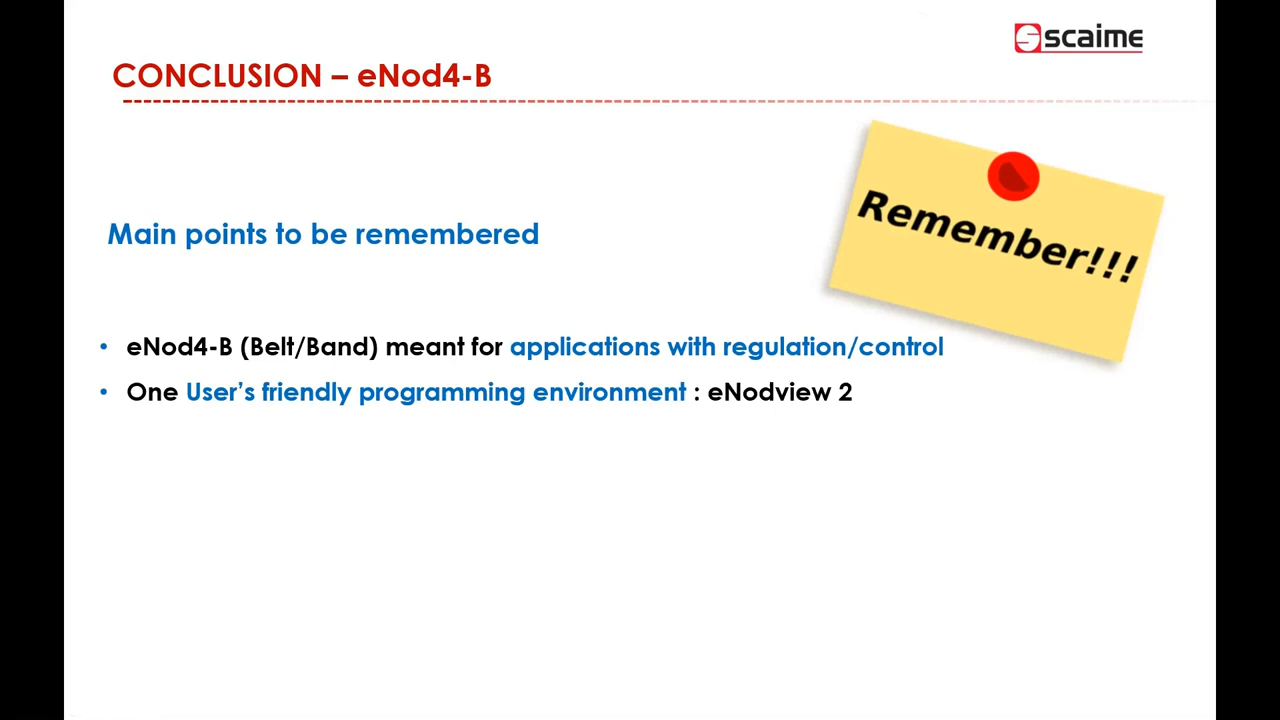 scaime
CONCLUSION – eNod4-B
Remember!!!
Main points to be remembered
• eNod4-B (Belt/Band) meant for applications with regulation/control
• One User’s friendly programming environment : eNodview 2